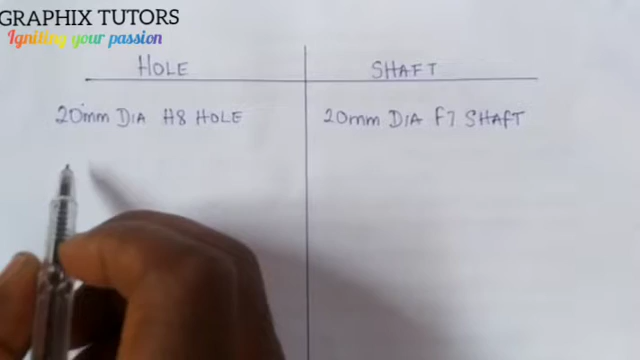 GRAPHIX TUTORS
Igniting your passion
HOLE
SHAFT
20mm DIA H8 HOLE
20mm DIA f7 SHAFT